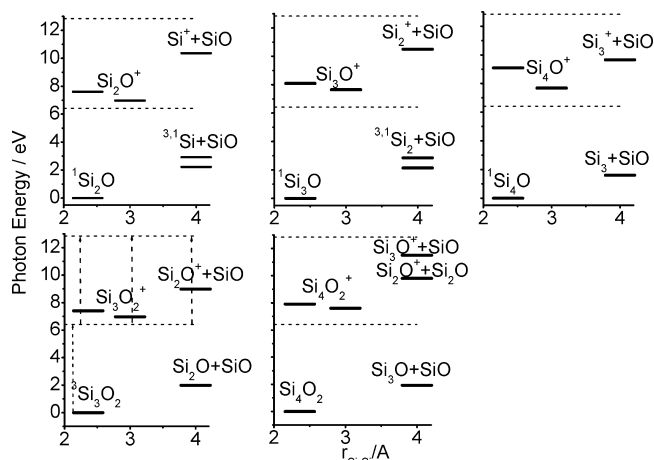 Photon Energy / eV
12
10
8
6
4
2
0
2 3 4
Si⁺+SiO
Si₂O⁺
³,¹Si+SiO
¹Si₂O
2 3 4
Si₂⁺+SiO
Si₃O⁺
³,¹Si₂+SiO
¹Si₃O
2 3 4
Si₃⁺+SiO
Si₄O⁺
Si₃+SiO
¹Si₄O
12
10
8
6
4
2
0
2 3 4
Si₂O⁺+SiO
Si₃O₂⁺
Si₂O+SiO
³Si₃O₂
2 3 4
Si₃O⁺+SiO
Si₂O⁺+Si₂O
Si₄O₂⁺
Si₃O+SiO
Si₄O₂